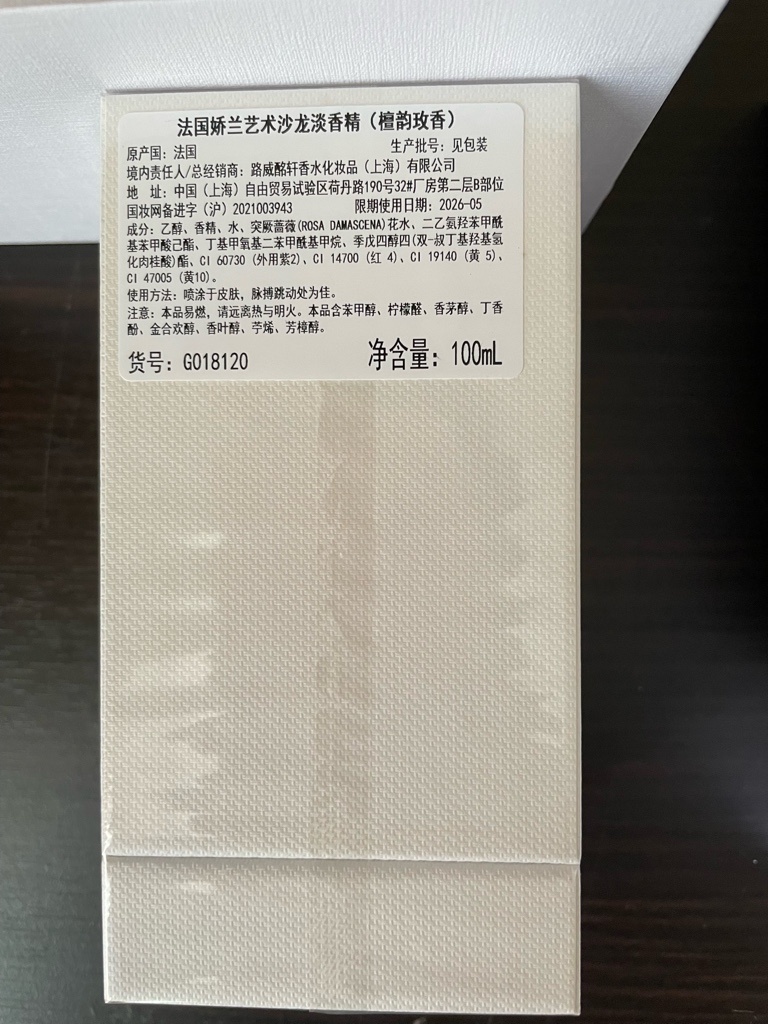 法国娇兰艺术沙龙淡香精（檀韵玫香）
原产国：法国 生产批号：见包装
境内责任人/总经销商：路威酩轩香水化妆品（上海）有限公司
地 址：中国（上海）自由贸易试验区荷丹路190号32#厂房第二层B部位
国妆网备进字（沪）2021003943 限期使用日期：2026-05
成分：乙醇、香精、水、突厥蔷薇(ROSA DAMASCENA)花水、二乙氨羟苯甲酰
基苯甲酸己酯、丁基甲氧基二苯甲酰基甲烷、季戊四醇四(双-叔丁基羟基氢
化肉桂酸)酯、CI 60730（外用紫2）、CI 14700（红 4）、CI 19140（黄 5）、
CI 47005（黄10）。
使用方法：喷涂于皮肤，脉搏跳动处为佳。
注意：本品易燃，请远离热与明火。本品含苯甲醇、柠檬醛、香茅醇、丁香
酚、金合欢醇、香叶醇、苧烯、芳樟醇。
货号：G018120 净含量：100mL